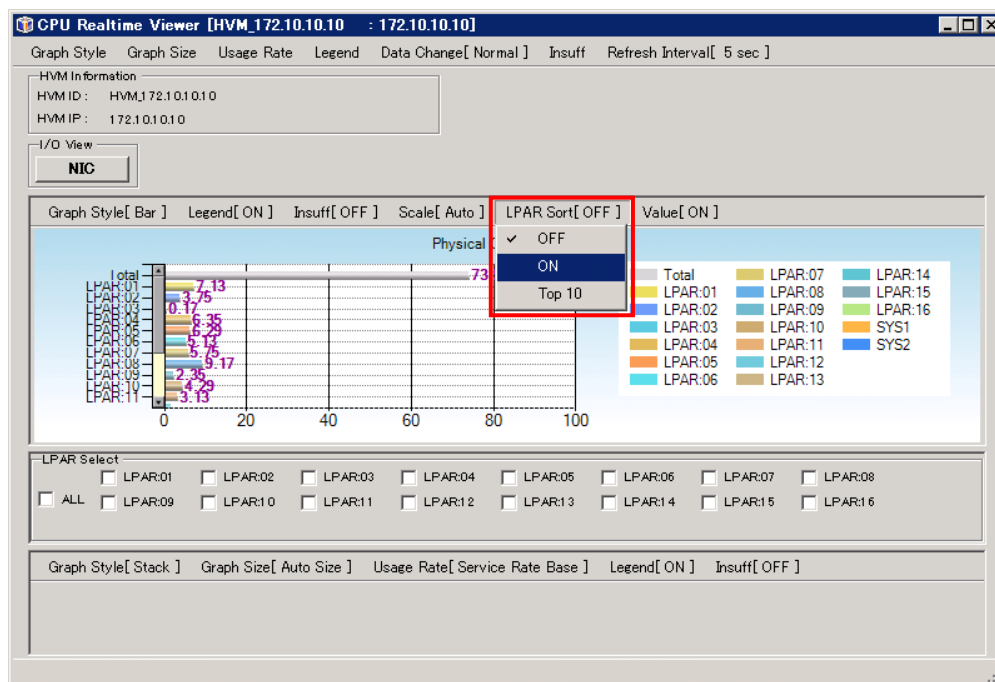 CPU Realtime Viewer [HVM_172.10.10.10 : 172.10.10.10]
Graph Style Graph Size Usage Rate Legend Data Change[ Normal ] Insuff Refresh Interval[ 5 sec ]
HVM Information
HVM ID : HVM_172.10.10.10
HVM IP : 172.10.10.10
I/O View
NIC
Graph Style[ Bar ] Legend[ ON ] Insuff[ OFF ] Scale[ Auto ] LPAR Sort[ OFF ] Value[ ON ]
✓ OFF
ON
Top 10
Physical
Total 73
LPAR:01 7.13
LPAR:02 3.75
LPAR:03 0.17
LPAR:04 6.35
LPAR:05 6.29
LPAR:06 5.13
LPAR:07 5.75
LPAR:08 9.17
LPAR:09 2.35
LPAR:10 4.29
LPAR:11 3.13
0 20 40 60 80 100
Total LPAR:07 LPAR:14
LPAR:01 LPAR:08 LPAR:15
LPAR:02 LPAR:09 LPAR:16
LPAR:03 LPAR:10 SYS1
LPAR:04 LPAR:11 SYS2
LPAR:05 LPAR:12
LPAR:06 LPAR:13
LPAR Select
LPAR:01 LPAR:02 LPAR:03 LPAR:04 LPAR:05 LPAR:06 LPAR:07 LPAR:08
ALL LPAR:09 LPAR:10 LPAR:11 LPAR:12 LPAR:13 LPAR:14 LPAR:15 LPAR:16
Graph Style[ Stack ] Graph Size[ Auto Size ] Usage Rate[ Service Rate Base ] Legend[ ON ] Insuff[ OFF ]